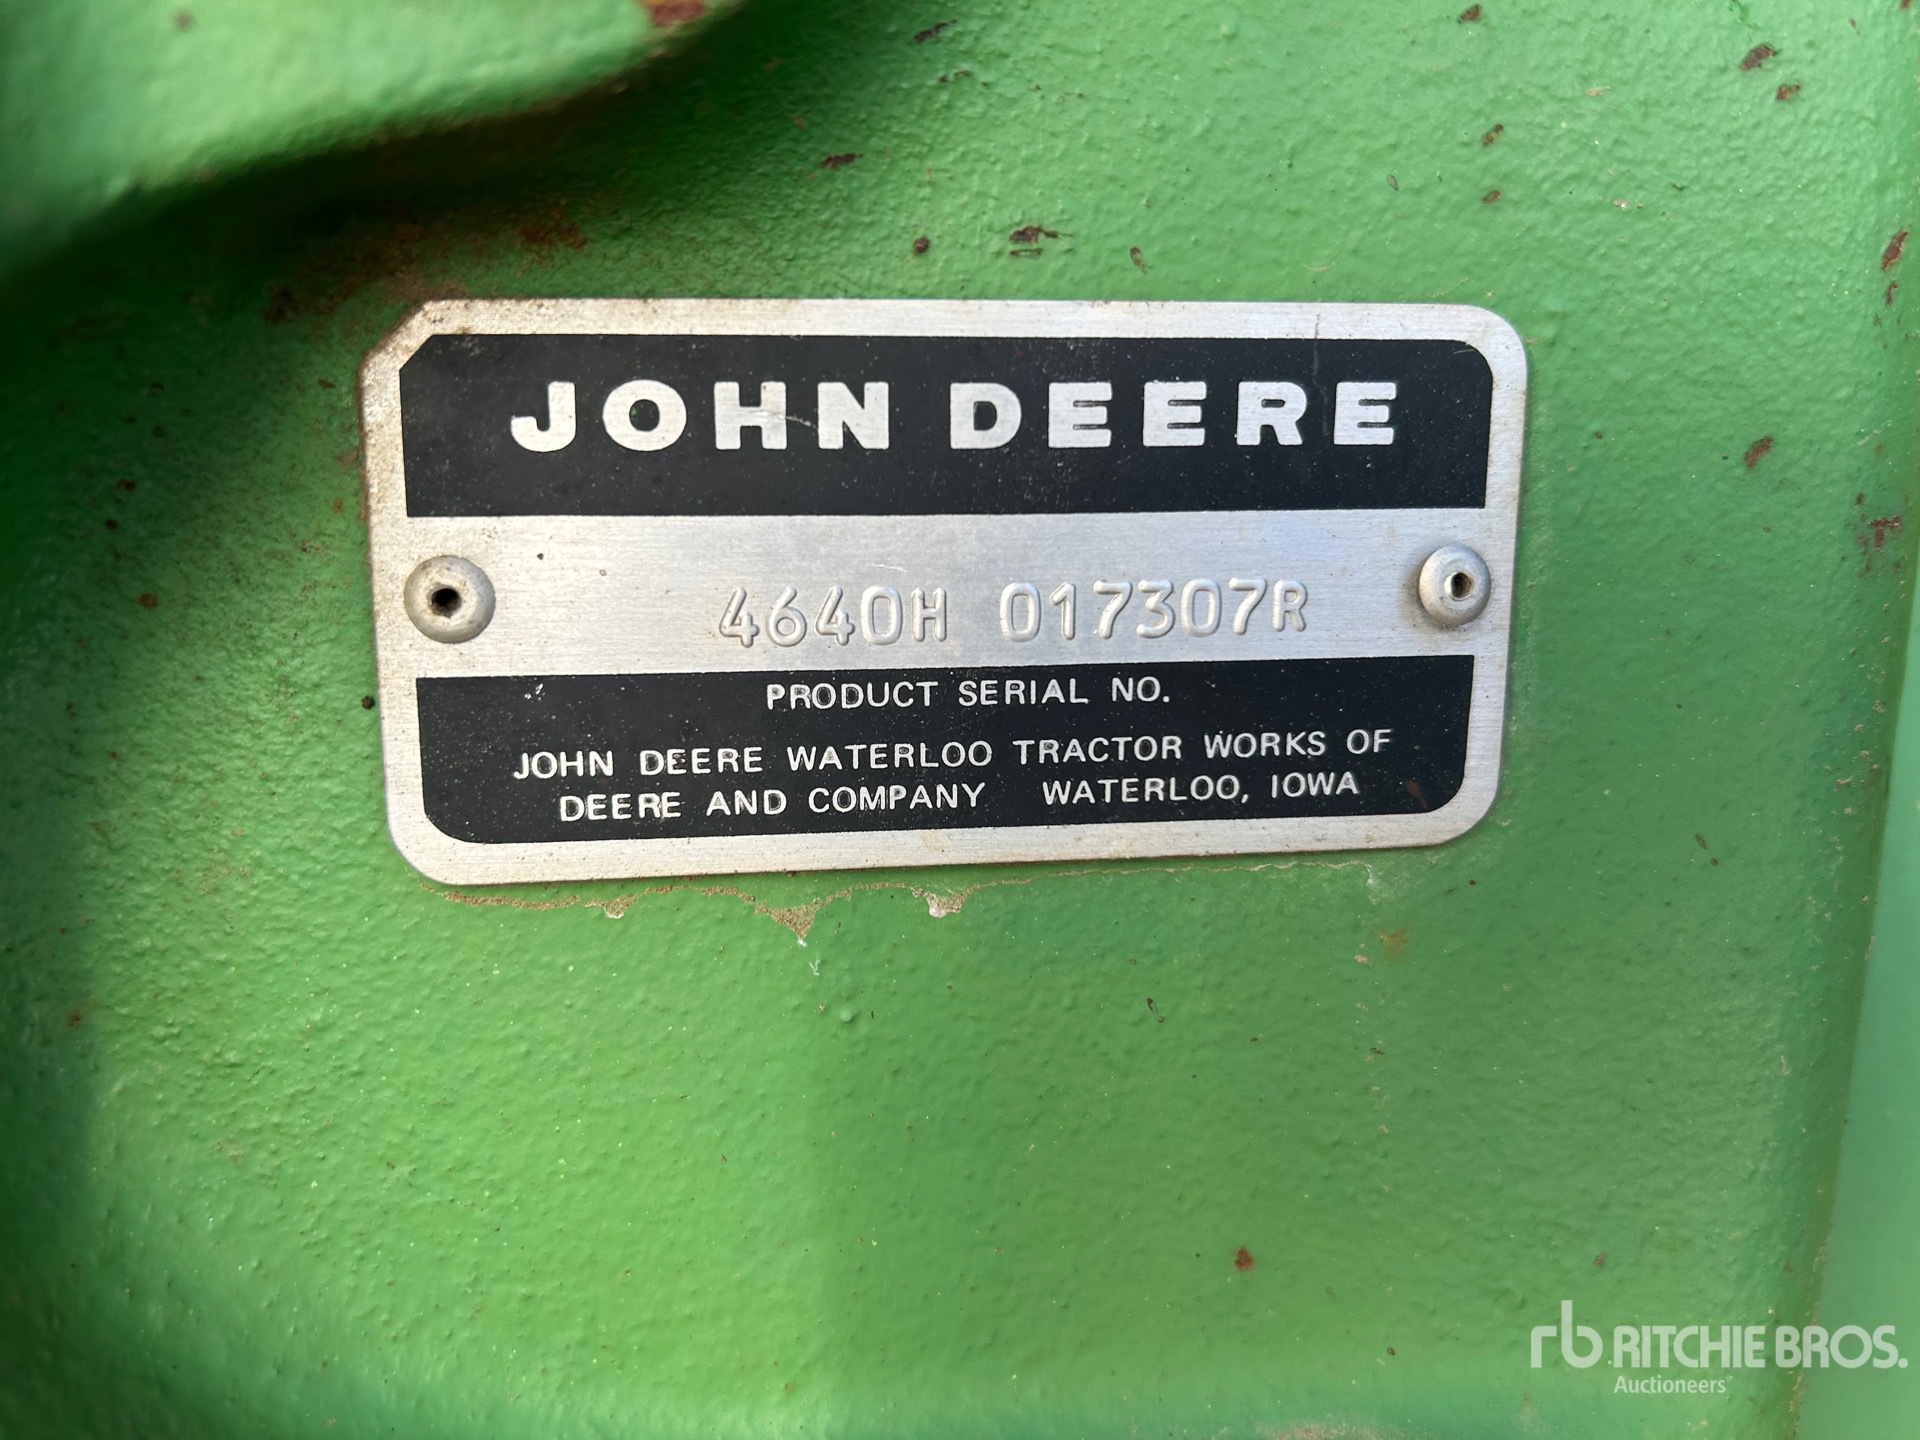 JOHN DEERE
4640H 017307R
PRODUCT SERIAL NO.
JOHN DEERE WATERLOO TRACTOR WORKS OF
DEERE AND COMPANY WATERLOO, IOWA
rb RITCHIE BROS.
Auctioneers